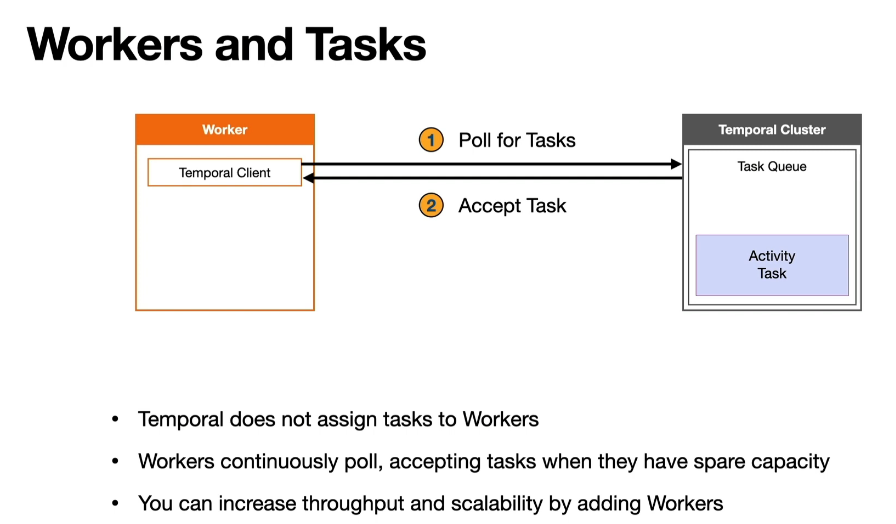 Workers and Tasks
Worker
Temporal Client
1 Poll for Tasks
2 Accept Task
Temporal Cluster
Task Queue
Activity
Task
• Temporal does not assign tasks to Workers
• Workers continuously poll, accepting tasks when they have spare capacity
• You can increase throughput and scalability by adding Workers